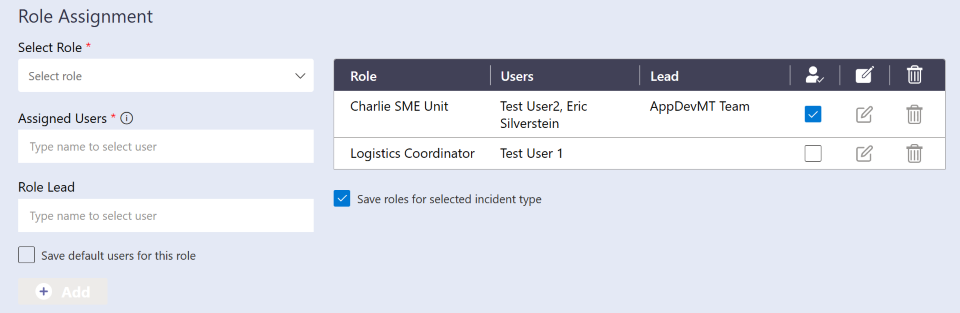 Role Assignment
Select Role *
Select role
Assigned Users *
Type name to select user
Role Lead
Type name to select user
Save default users for this role
Add
Role Users Lead
Charlie SME Unit Test User2, Eric AppDevMT Team
Silverstein
Logistics Coordinator Test User 1
Save roles for selected incident type